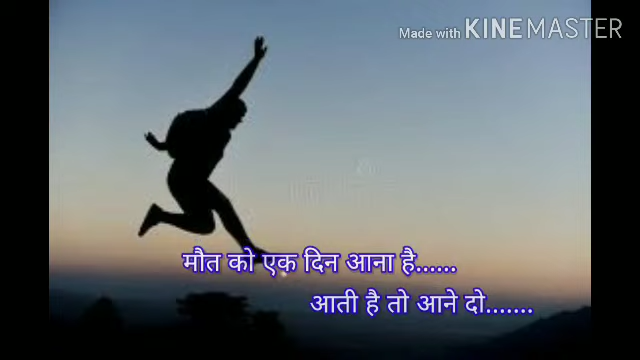 Made with KINEMASTER
मौत को एक दिन आना है......
आती है तो आने दो.......